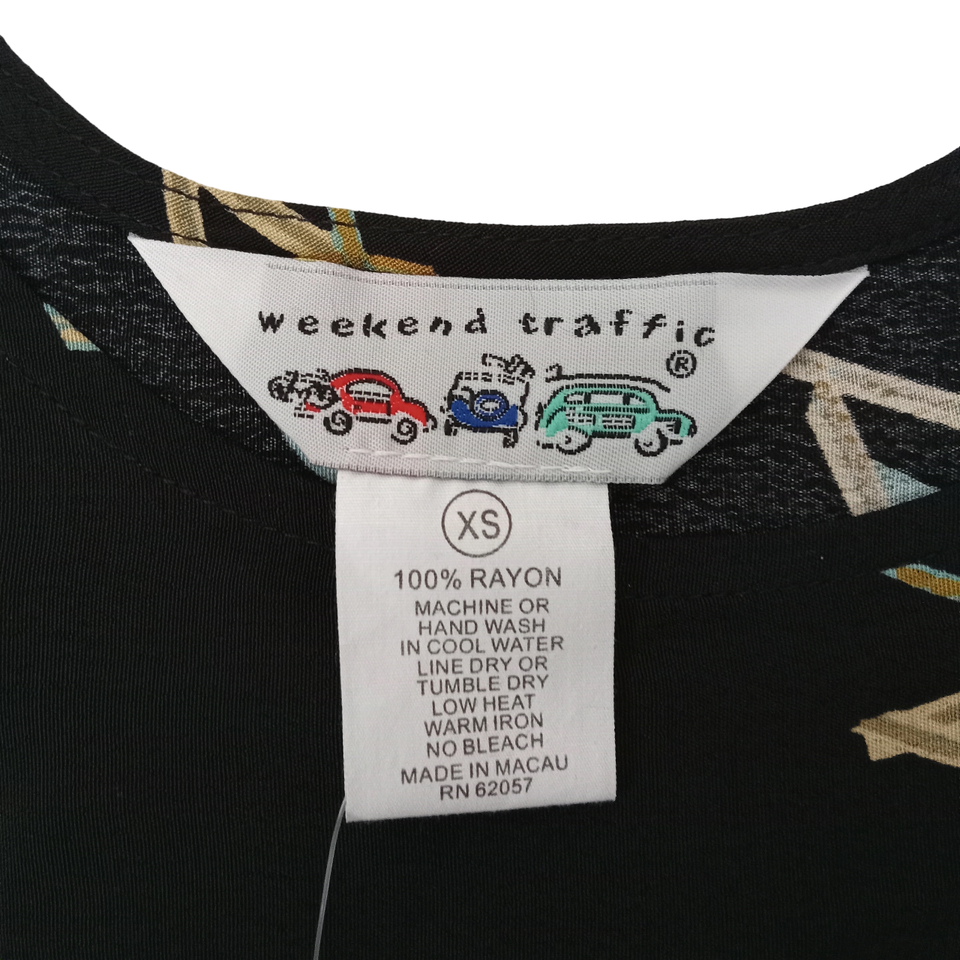 weekend traffic
®
XS
100% RAYON
MACHINE OR
HAND WASH
IN COOL WATER
LINE DRY OR
TUMBLE DRY
LOW HEAT
WARM IRON
NO BLEACH
MADE IN MACAU
RN 62057